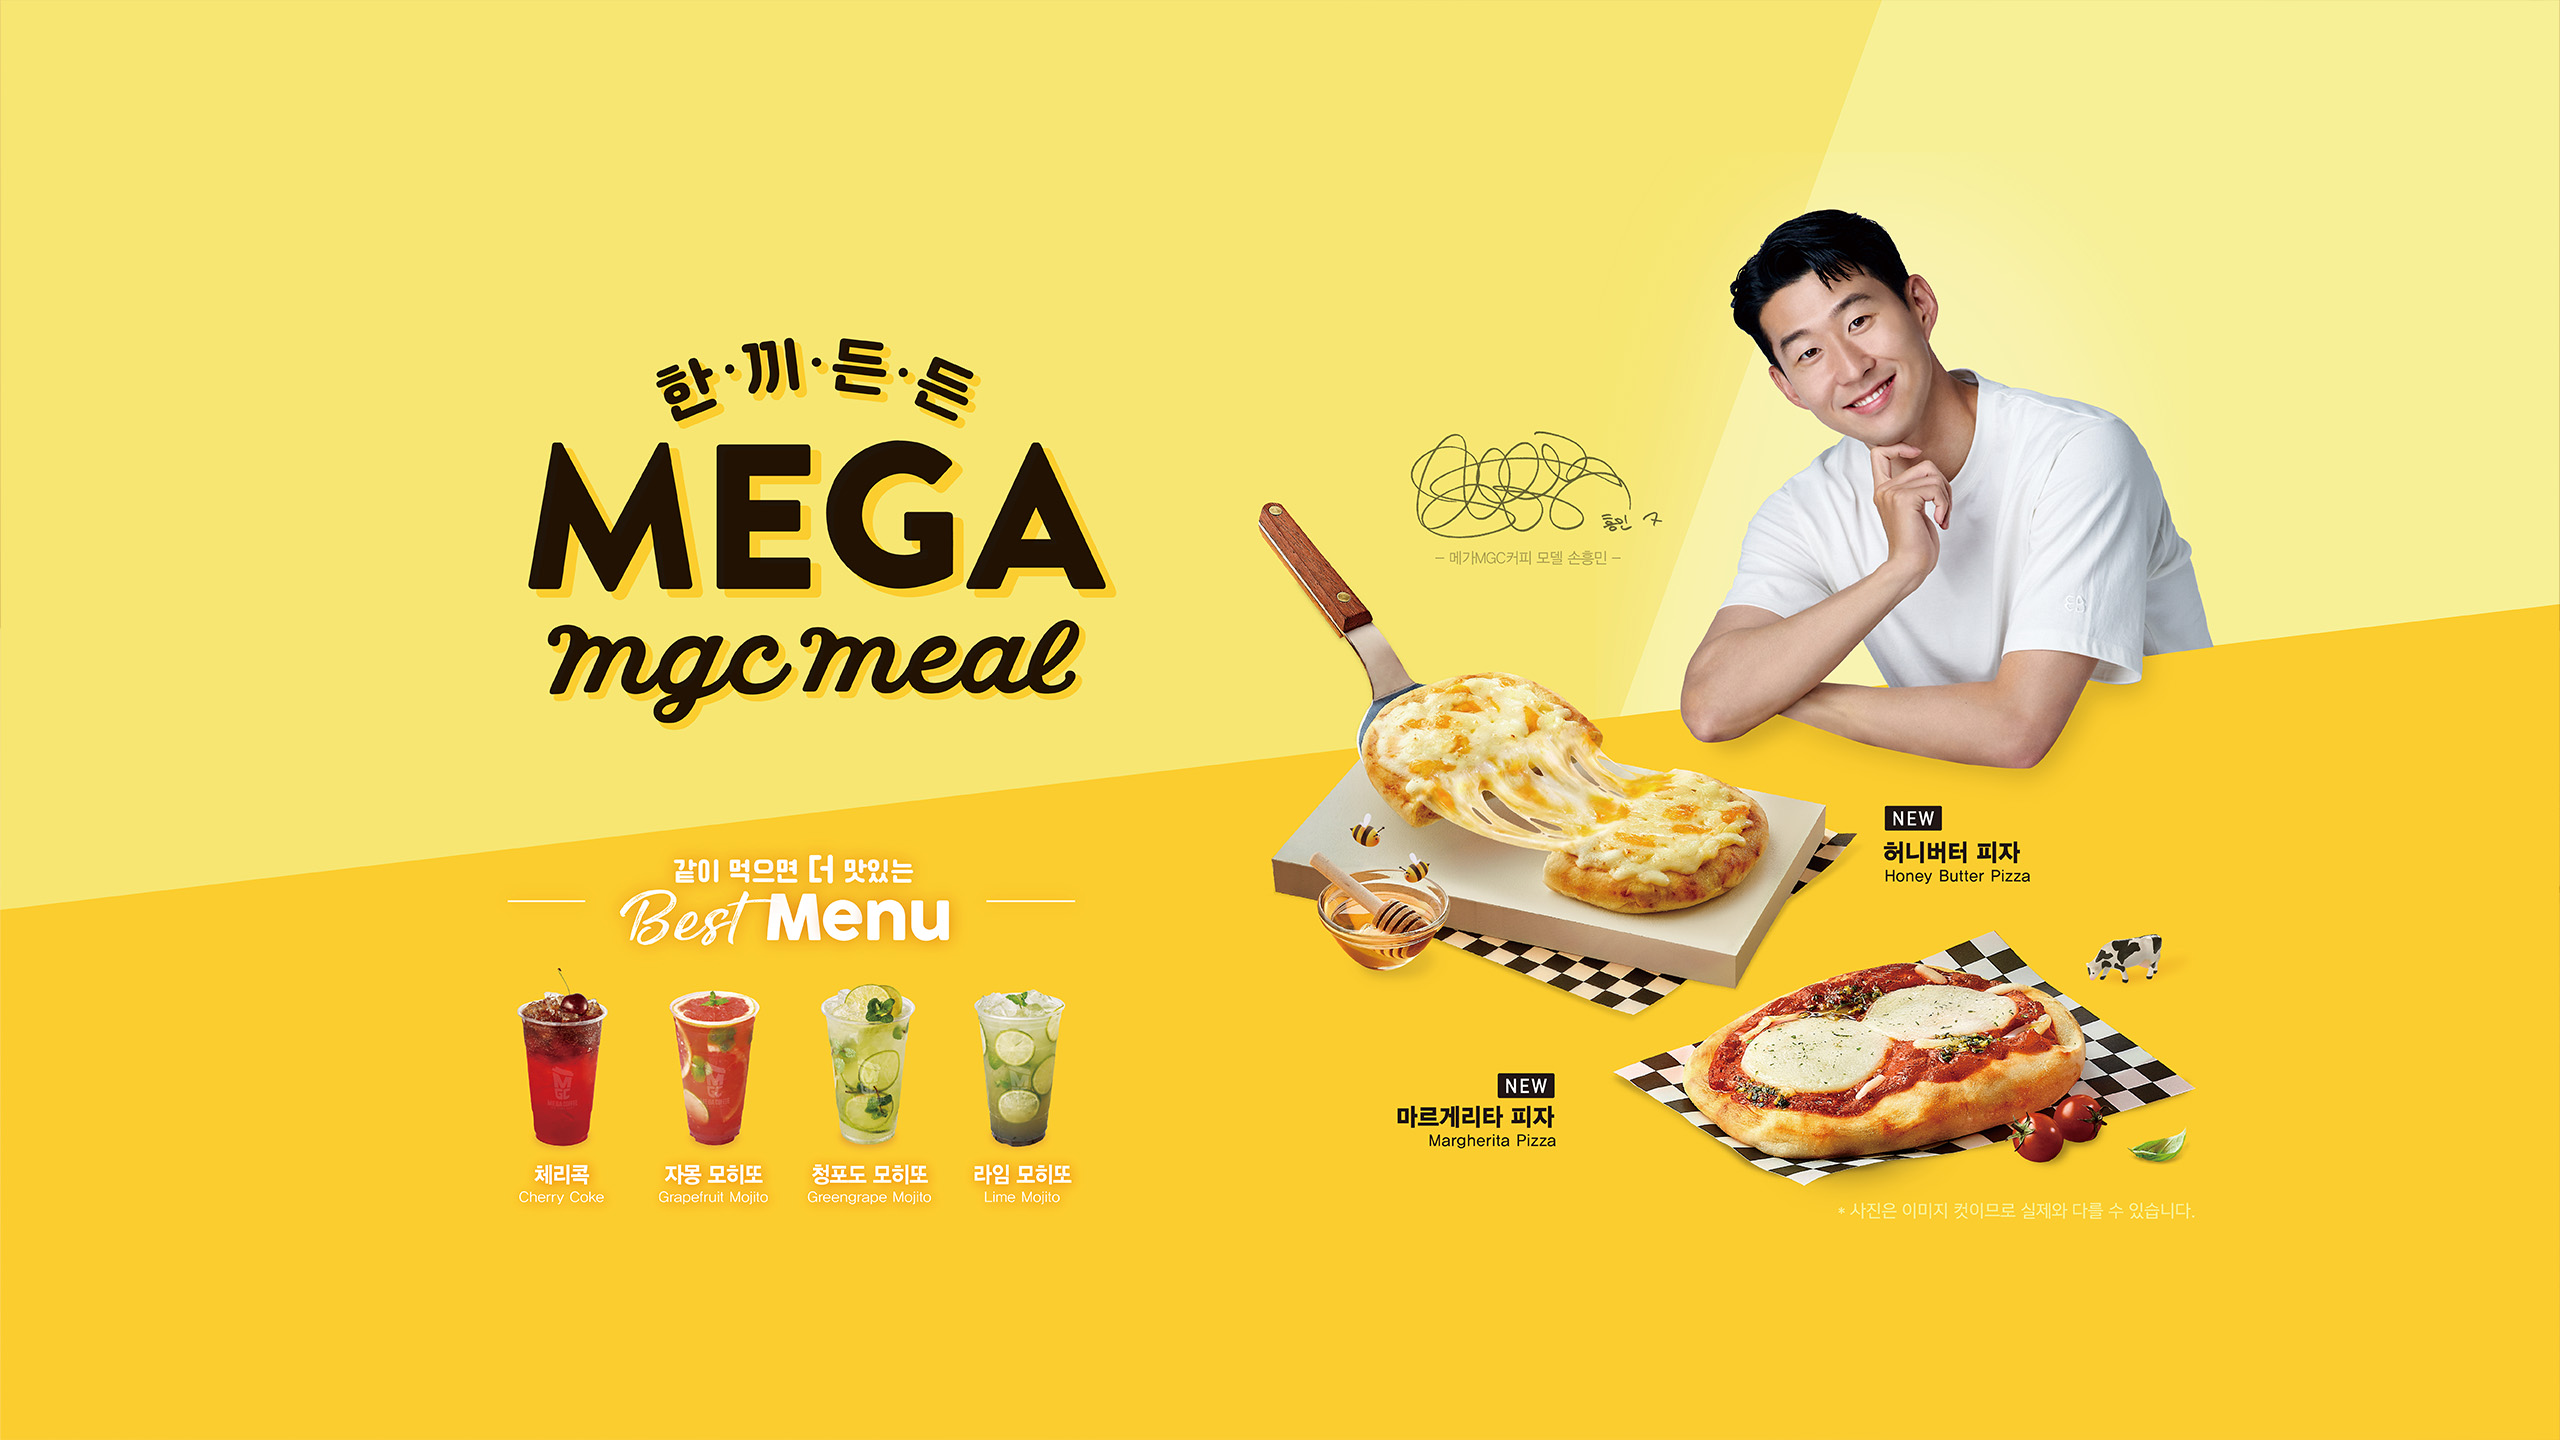 한·끼·든·든
MEGA
mgc meal
흥민 7
- 메가MGC커피 모델 손흥민 -
같이 먹으면 더 맛있는
Best Menu
체리콕
Cherry Coke
자몽 모히또
Grapefruit Mojito
청포도 모히또
Greengrape Mojito
라임 모히또
Lime Mojito
NEW
허니버터 피자
Honey Butter Pizza
NEW
마르게리타 피자
Margherita Pizza
* 사진은 이미지 컷이므로 실제와 다를 수 있습니다.